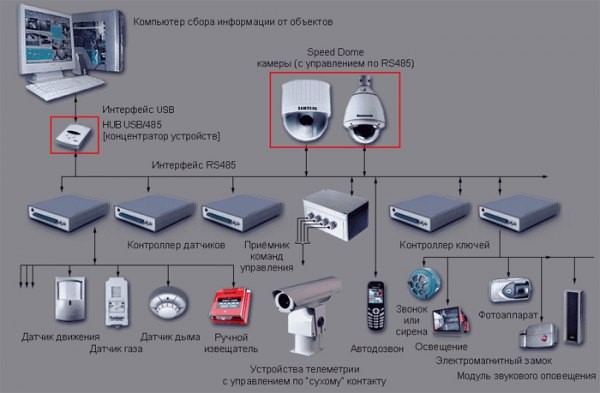 Компьютер сбора информации от объектов
Speed Dome
камеры (с управлением по RS485)
Интерфейс USB
HUB USB/485
[концентратор устройств]
SAMSUNG
Интерфейс RS485
Контроллер датчиков
Приёмник
команд
управления
Контроллер ключей
Датчик движения
Датчик газа
Датчик дыма
Ручной
извещатель
Устройства телеметрии
с управлением по "сухому" контакту
Автодозвон
Звонок
или
сирена
Освещение
Фотоаппарат
Электромагнитный замок
Модуль звукового оповещения